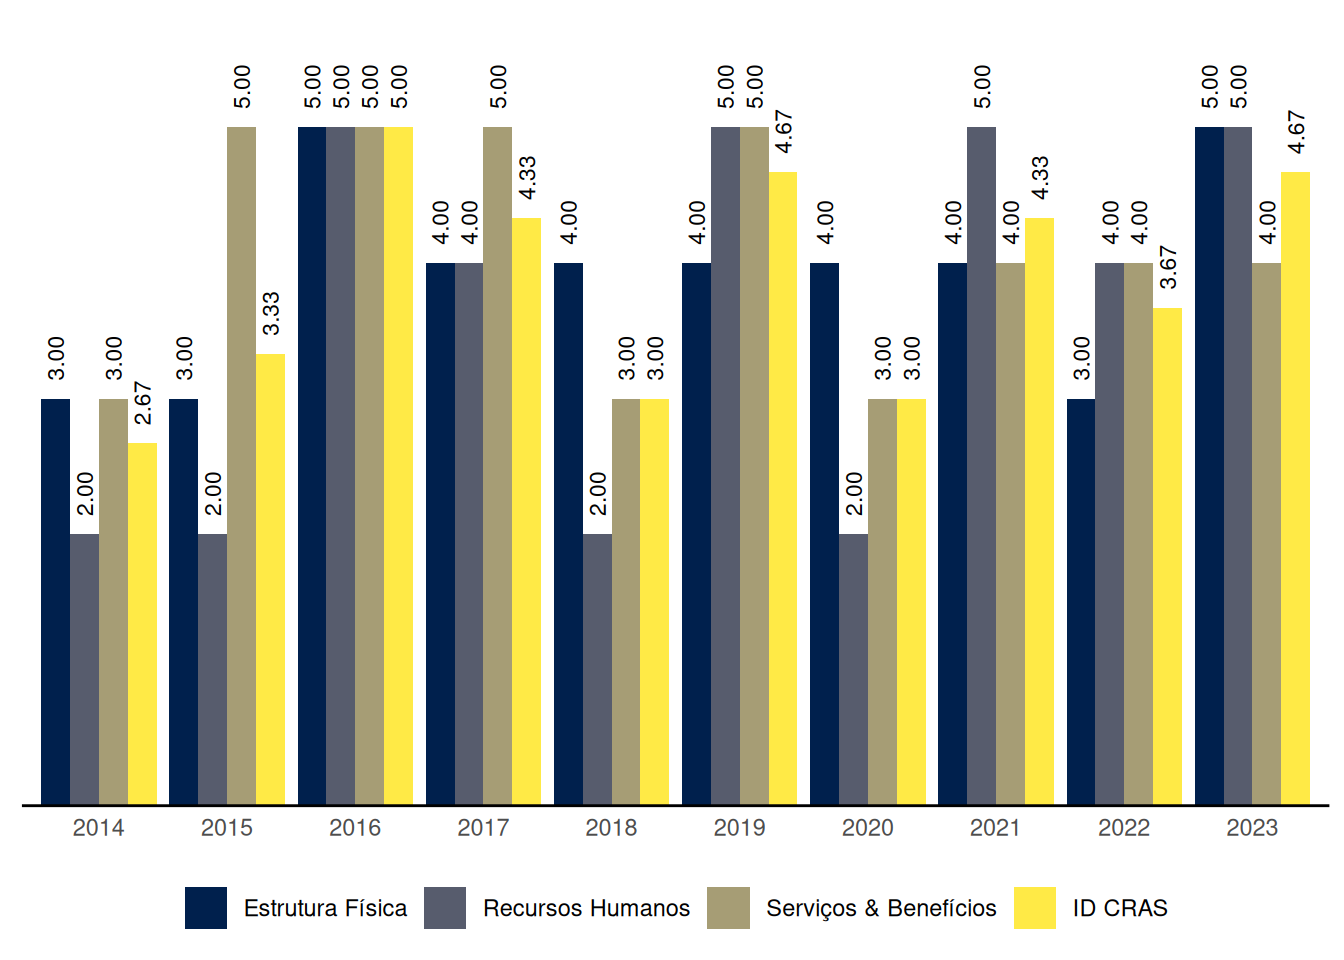 3.00 2.00 3.00 2.67
3.00 2.00 5.00 3.33
5.00 5.00 5.00 5.00
4.00 4.00 5.00 4.33
4.00 2.00 3.00 3.00
4.00 5.00 5.00 4.67
4.00 2.00 3.00 3.00
4.00 5.00 4.00 4.33
3.00 4.00 4.00 3.67
5.00 5.00 4.00 4.67
2014 2015 2016 2017 2018 2019 2020 2021 2022 2023
Estrutura Física Recursos Humanos Serviços & Benefícios ID CRAS